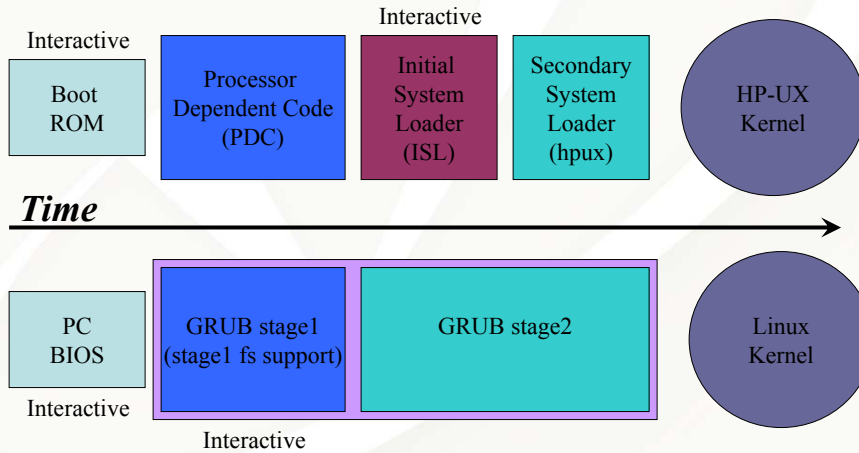 Interactive
Interactive
Boot
ROM
Processor
Dependent Code
(PDC)
Initial
System
Loader
(ISL)
Secondary
System
Loader
(hpux)
HP-UX
Kernel
Time
PC
BIOS
GRUB stage1
(stage1 fs support)
GRUB stage2
Linux
Kernel
Interactive
Interactive